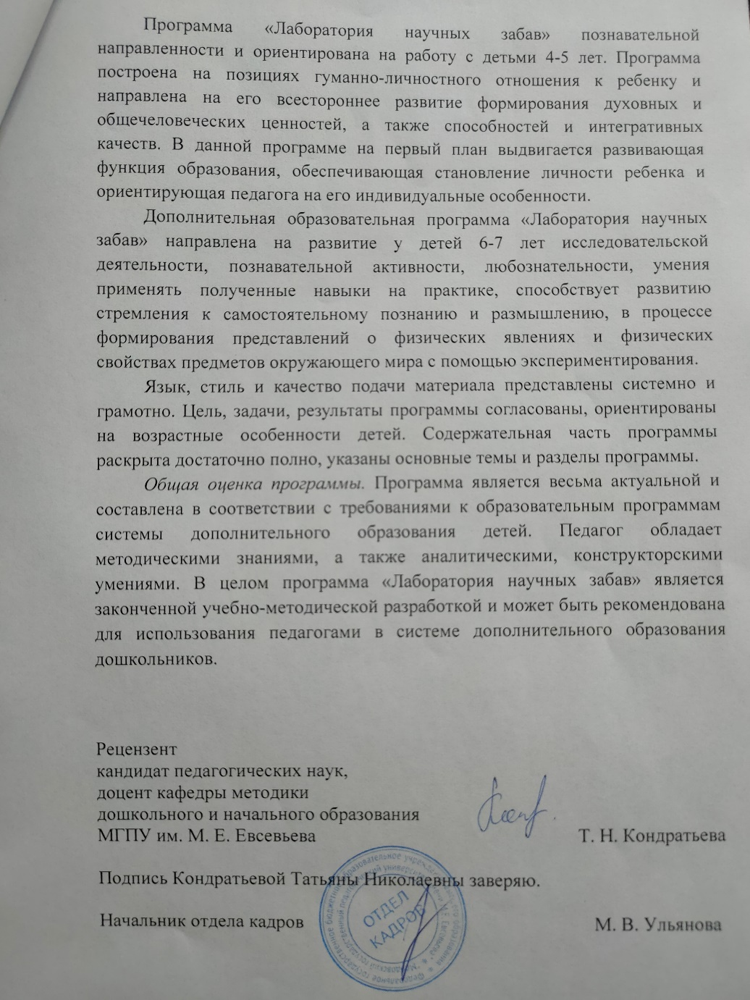 Программа «Лаборатория научных забав» познавательной
направленности и ориентирована на работу с детьми 4-5 лет. Программа
построена на позициях гуманно-личностного отношения к ребенку и
направлена на его всестороннее развитие формирования духовных и
общечеловеческих ценностей, а также способностей и интегративных
качеств. В данной программе на первый план выдвигается развивающая
функция образования, обеспечивающая становление личности ребенка и
ориентирующая педагога на его индивидуальные особенности.
Дополнительная образовательная программа «Лаборатория научных
забав» направлена на развитие у детей 6-7 лет исследовательской
деятельности, познавательной активности, любознательности, умения
применять полученные навыки на практике, способствует развитию
стремления к самостоятельному познанию и размышлению, в процессе
формирования представлений о физических явлениях и физических
свойствах предметов окружающего мира с помощью экспериментирования.
Язык, стиль и качество подачи материала представлены системно и
грамотно. Цель, задачи, результаты программы согласованы, ориентированы
на возрастные особенности детей. Содержательная часть программы
раскрыта достаточно полно, указаны основные темы и разделы программы.
Общая оценка программы. Программа является весьма актуальной и
составлена в соответствии с требованиями к образовательным программам
системы дополнительного образования детей. Педагог обладает
методическими знаниями, а также аналитическими, конструкторскими
умениями. В целом программа «Лаборатория научных забав» является
законченной учебно-методической разработкой и может быть рекомендована
для использования педагогами в системе дополнительного образования
дошкольников.
Рецензент
кандидат педагогических наук,
доцент кафедры методики
дошкольного и начального образования
МГПУ им. М. Е. Евсевьева Т. Н. Кондратьева
Подпись Кондратьевой Татьяны Николаевны заверяю.
Начальник отдела кадров М. В. Ульянова
ОТДЕЛ
КАДРОВ